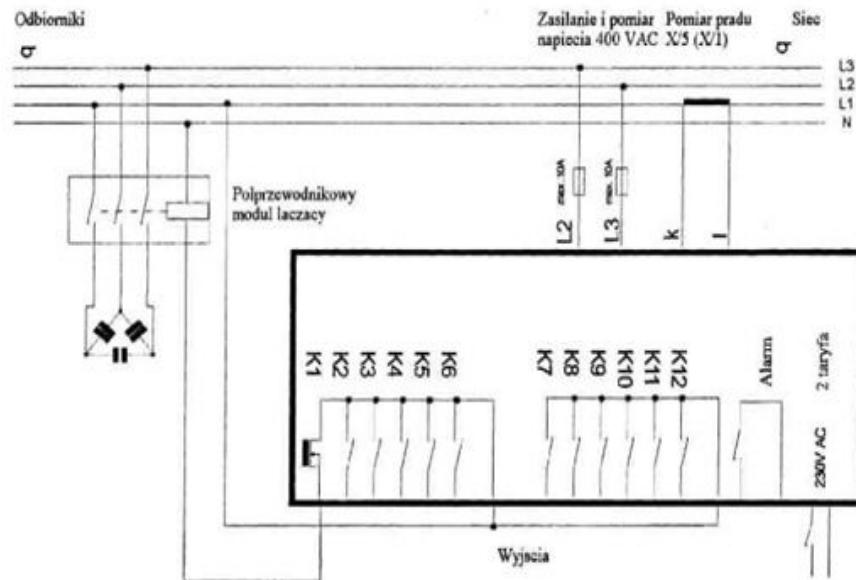 Odbiorniki
Zasilanie i pomiar
napiecia 400 VAC
Pomiar pradu
X/5 (X/1)
Siec
q
q
L3
L2
L1
N
Polprzewodnikowy
modul laczacy
max. 10A
max. 10A
L2
L3
k
l
K1
K2
K3
K4
K5
K6
K7
K8
K9
K10
K11
K12
Alarm
2 taryfa
230V AC
Wyjscia